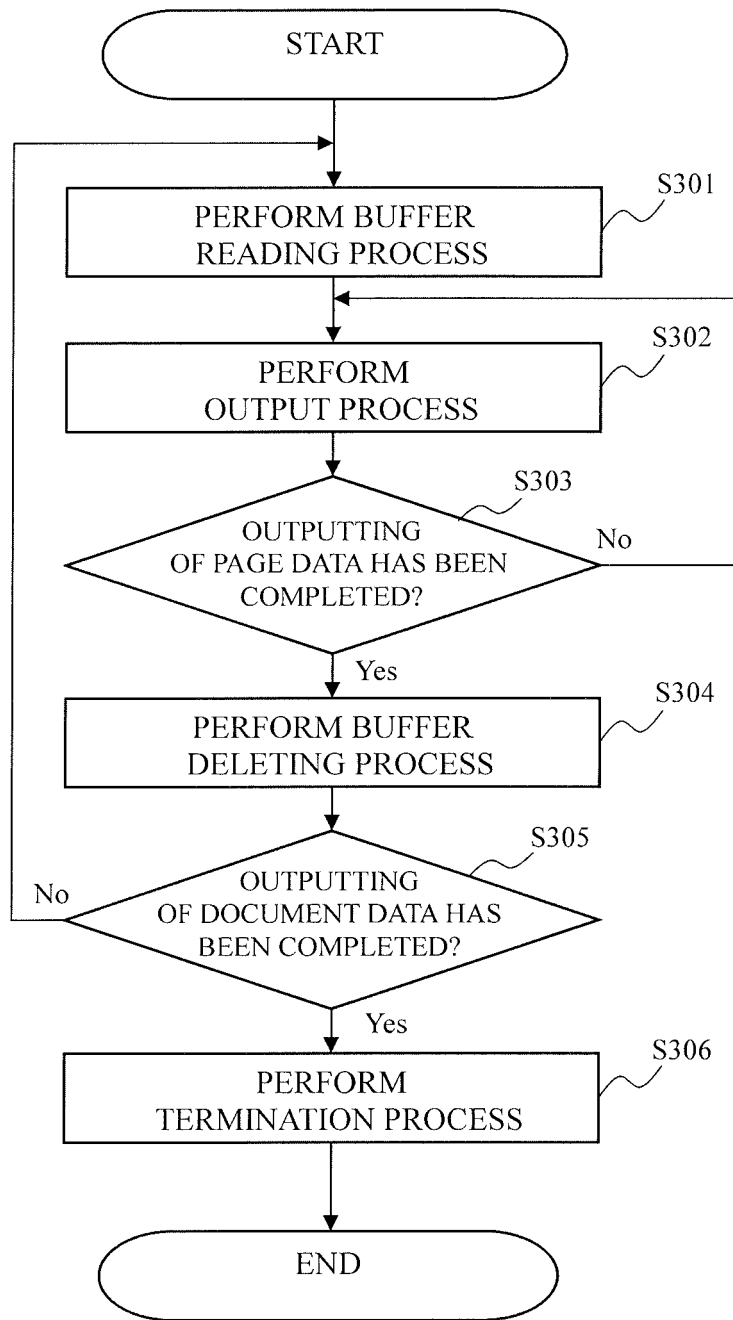 START
S301
PERFORM BUFFER
READING PROCESS
S302
PERFORM
OUTPUT PROCESS
S303
OUTPUTTING
OF PAGE DATA HAS BEEN
COMPLETED?
No
Yes
S304
PERFORM BUFFER
DELETING PROCESS
S305
OUTPUTTING
OF DOCUMENT DATA HAS
BEEN COMPLETED?
No
Yes
S306
PERFORM
TERMINATION PROCESS
END